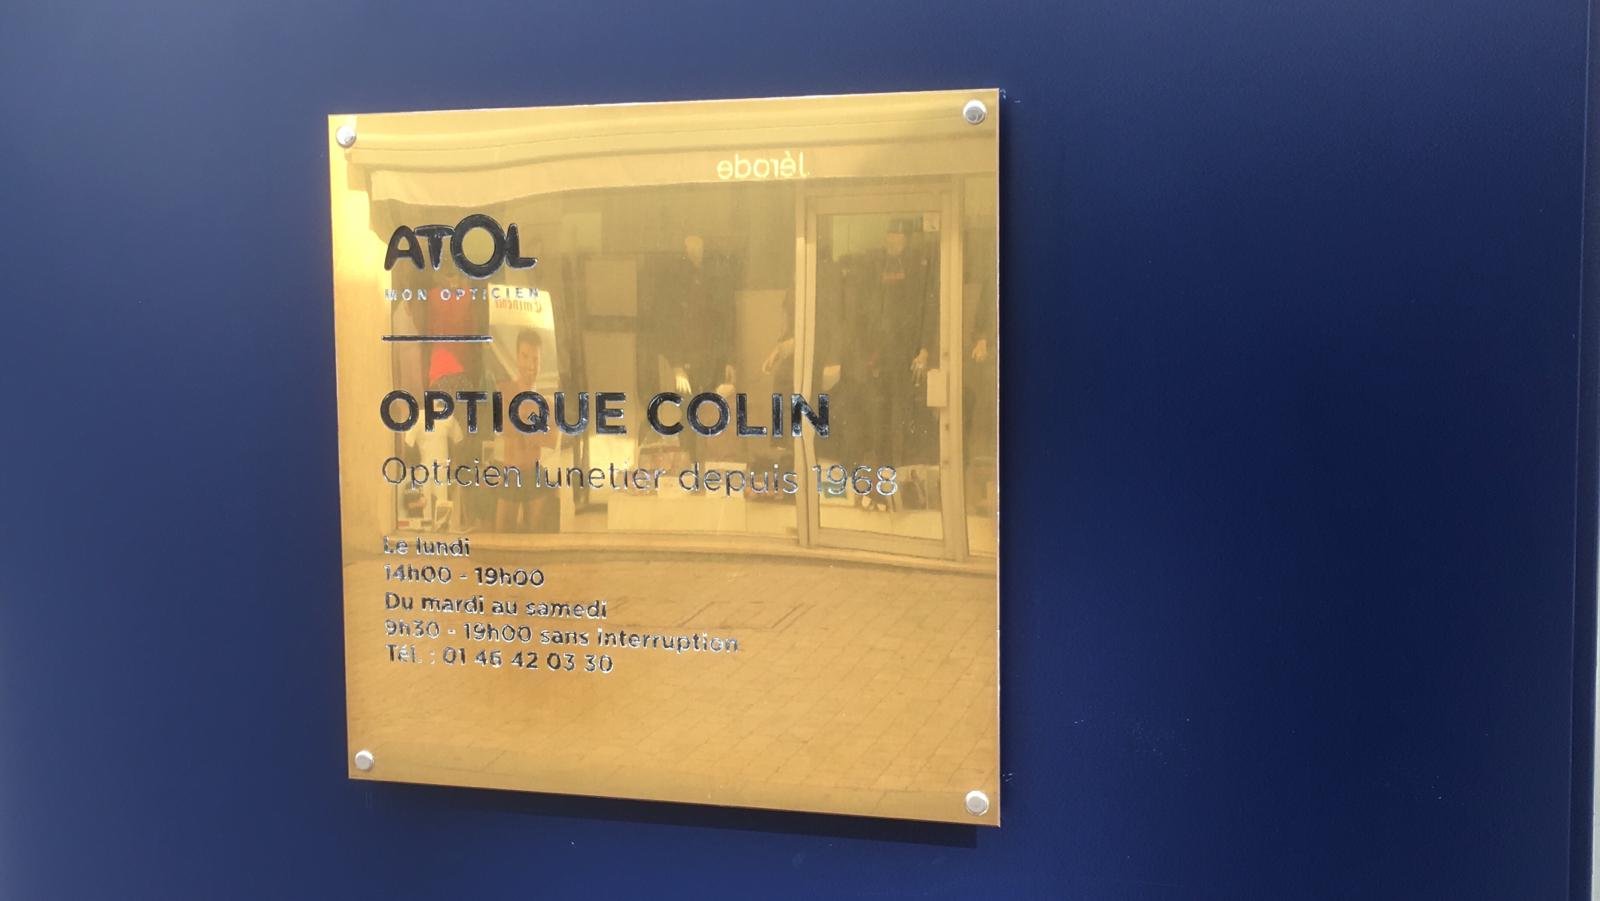 Jérode
ATOL
MON OPTICIEN
OPTIQUE COLIN
Opticien lunetier depuis 1968
Le lundi
14h00 - 19h00
Du mardi au samedi
9h30 - 19h00 sans interruption
Tél. : 01 46 42 03 30